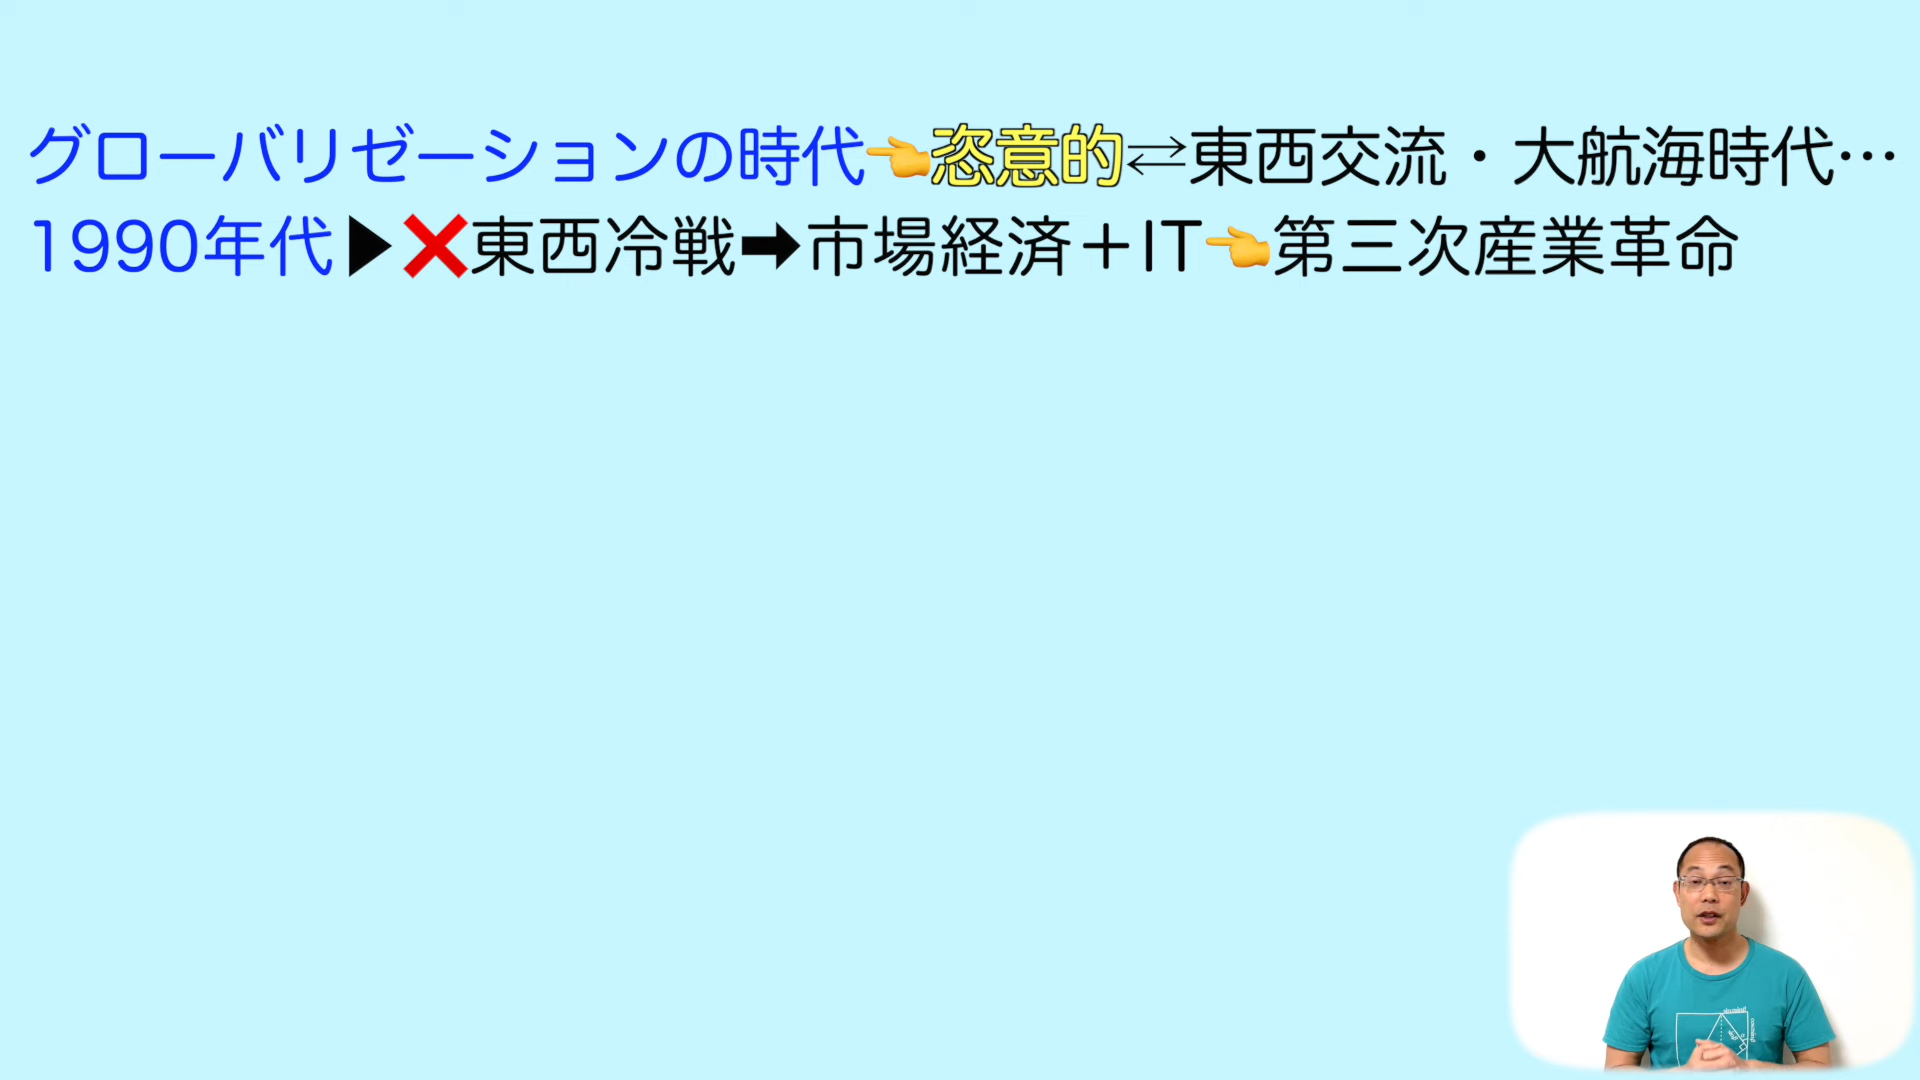 グローバリゼーションの時代👈恣意的⇄東西交流・大航海時代…
1990年代▶❌東西冷戦➡市場経済＋IT👈第三次産業革命